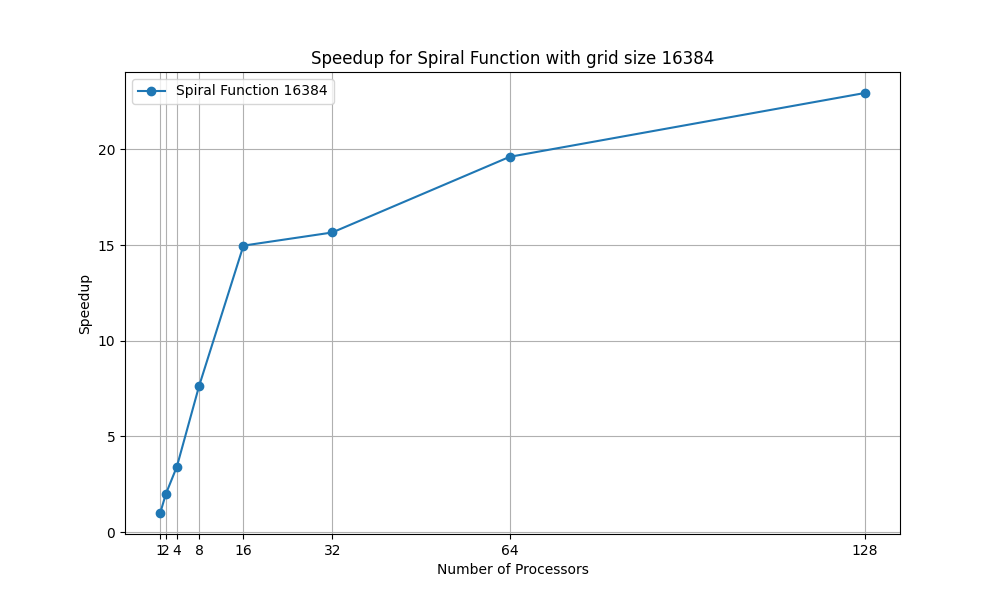 Speedup for Spiral Function with grid size 16384
Spiral Function 16384
20
15
10
5
0
Speedup
1 2 4 8 16 32 64 128
Number of Processors